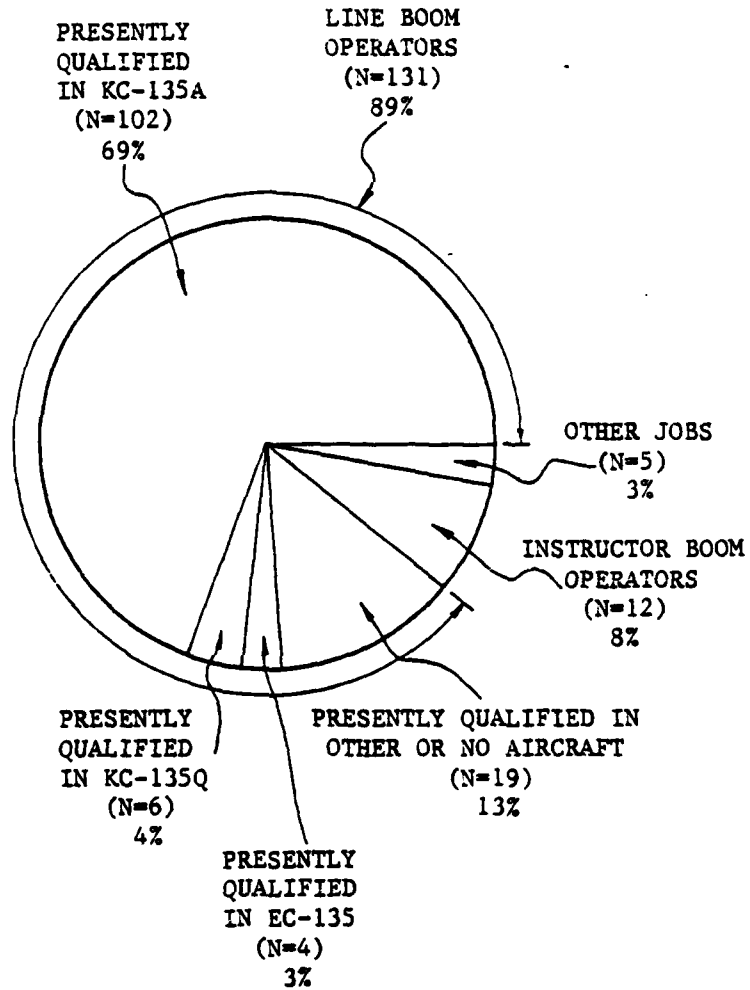 PRESENTLY
QUALIFIED
IN KC-135A
(N=102)
69%
LINE BOOM
OPERATORS
(N=131)
89%
OTHER JOBS
(N=5)
3%
INSTRUCTOR BOOM
OPERATORS
(N=12)
8%
PRESENTLY QUALIFIED IN
OTHER OR NO AIRCRAFT
(N=19)
13%
PRESENTLY
QUALIFIED
IN KC-135Q
(N=6)
4%
PRESENTLY
QUALIFIED
IN EC-135
(N=4)
3%